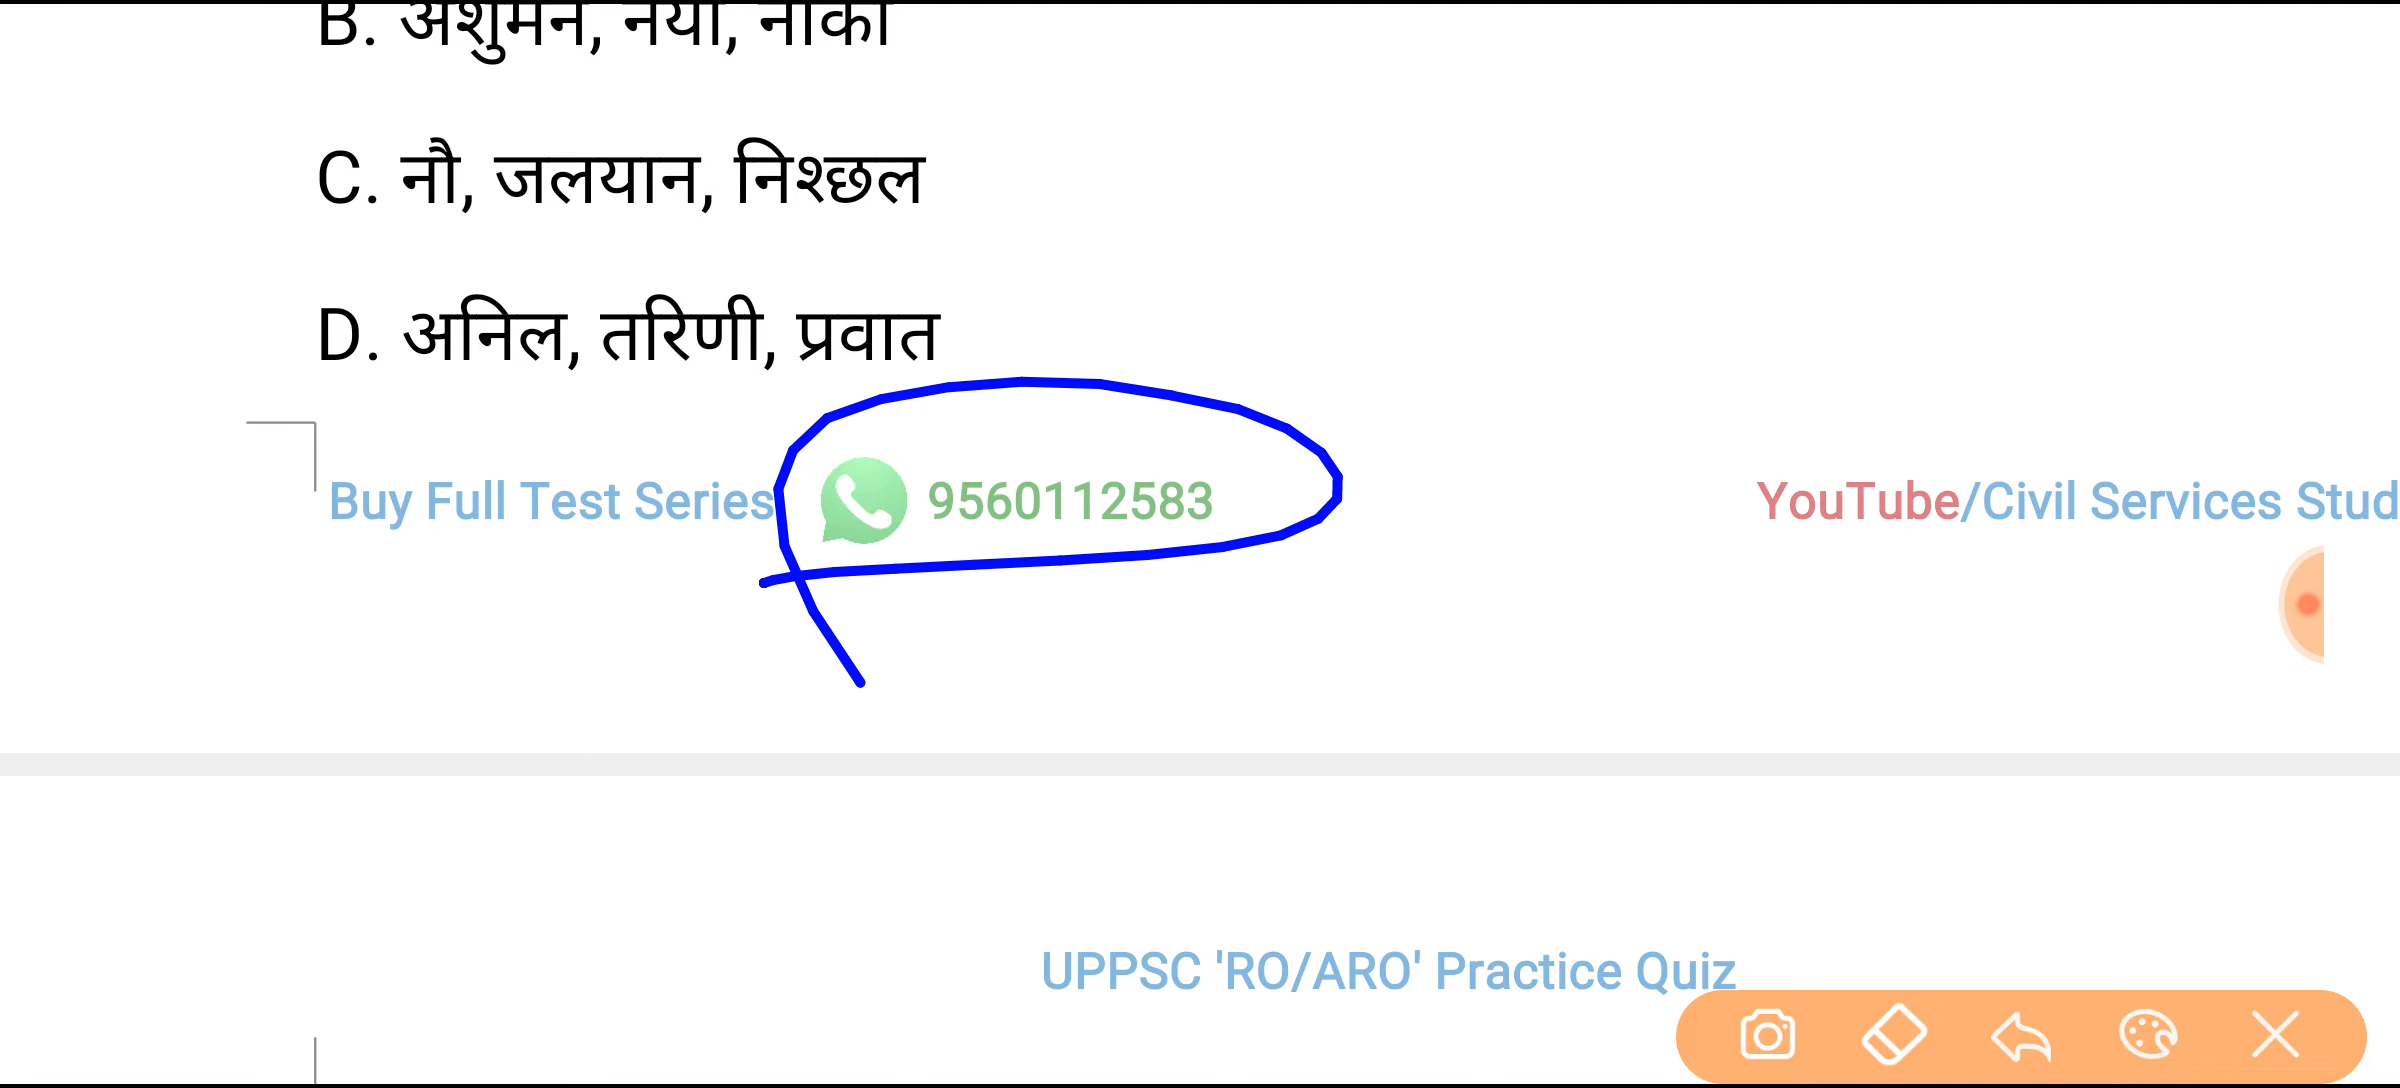 B. अंशुमन, नैया, नौका
C. नौ, जलयान, निश्छल
D. अनिल, तरिणी, प्रवात
Buy Full Test Series 9560112583 YouTube/Civil Services Stud
UPPSC 'RO/ARO' Practice Quiz